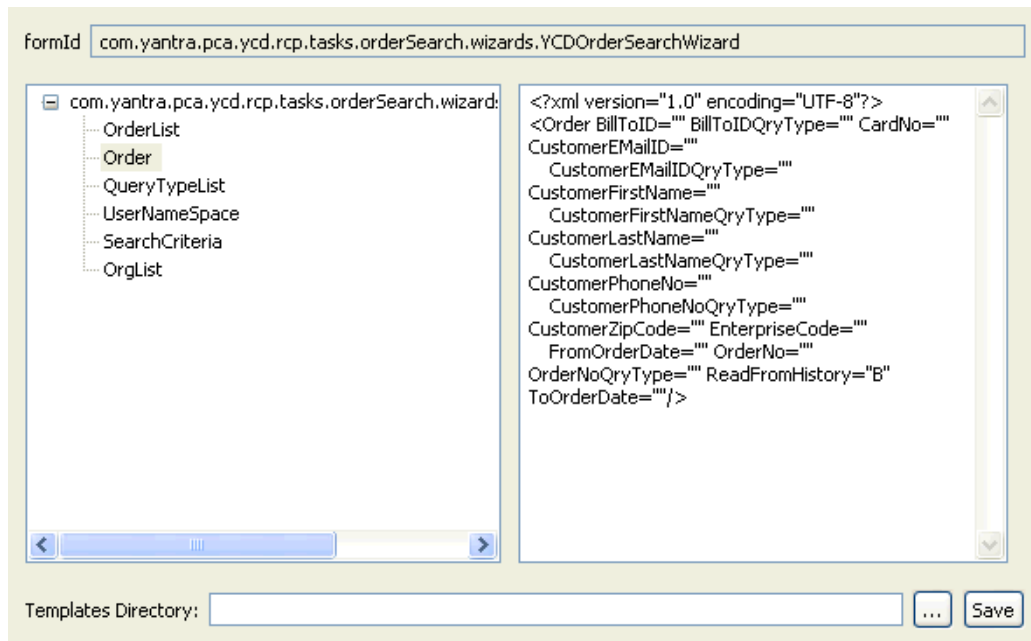 formId com.yantra.pca.ycd.rcp.tasks.orderSearch.wizards.YCDOrderSearchWizard
com.yantra.pca.ycd.rcp.tasks.orderSearch.wizard:
OrderList
Order
QueryTypeList
UserNameSpace
SearchCriteria
OrgList
<?xml version="1.0" encoding="UTF-8"?>
<Order BillToID="" BillToIDQryType="" CardNo=""
CustomerEMailID=""
CustomerEMailIDQryType=""
CustomerFirstName=""
CustomerFirstNameQryType=""
CustomerLastName=""
CustomerLastNameQryType=""
CustomerPhoneNo=""
CustomerPhoneNoQryType=""
CustomerZipCode="" EnterpriseCode=""
FromOrderDate="" OrderNo=""
OrderNoQryType="" ReadFromHistory="B"
ToOrderDate=""/>
Templates Directory: ... Save